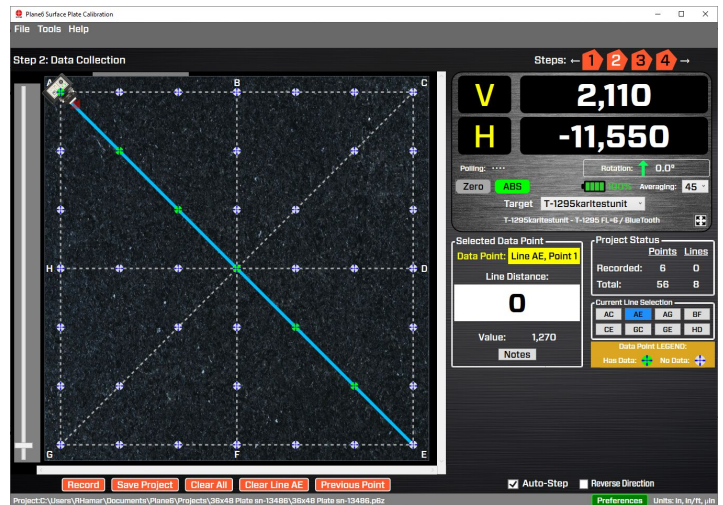 Plane6 Surface Plate Calibration
File Tools Help
Step 2: Data Collection
Steps: ← 1 2 3 4 →
A B C
H D
G F E
V 2,110
H -11,550
Polling: ····
Rotation: 0.0º
Zero ABS 100% Averaging: 45
Target T-1295karltestunit
T-1295karltestunit - T-1295 FL=6 / BlueTooth
Selected Data Point
Data Point: Line AE, Point 1
Line Distance:
0
Value: 1,270
Notes
Project Status
Points Lines
Recorded: 6 0
Total: 56 8
Current Line Selection
AC AE AG BF
CE GC GE HD
Data Point LEGEND:
Has Data: No Data:
Record Save Project Clear All Clear Line AE Previous Point
Auto-Step Reverse Direction
Project:C:\Users\RHamar\Documents\Plane6\Projects\36x48 Plate sn-13486\36x48 Plate sn-13486.p6z
Preferences Units: in, in/ft, µin